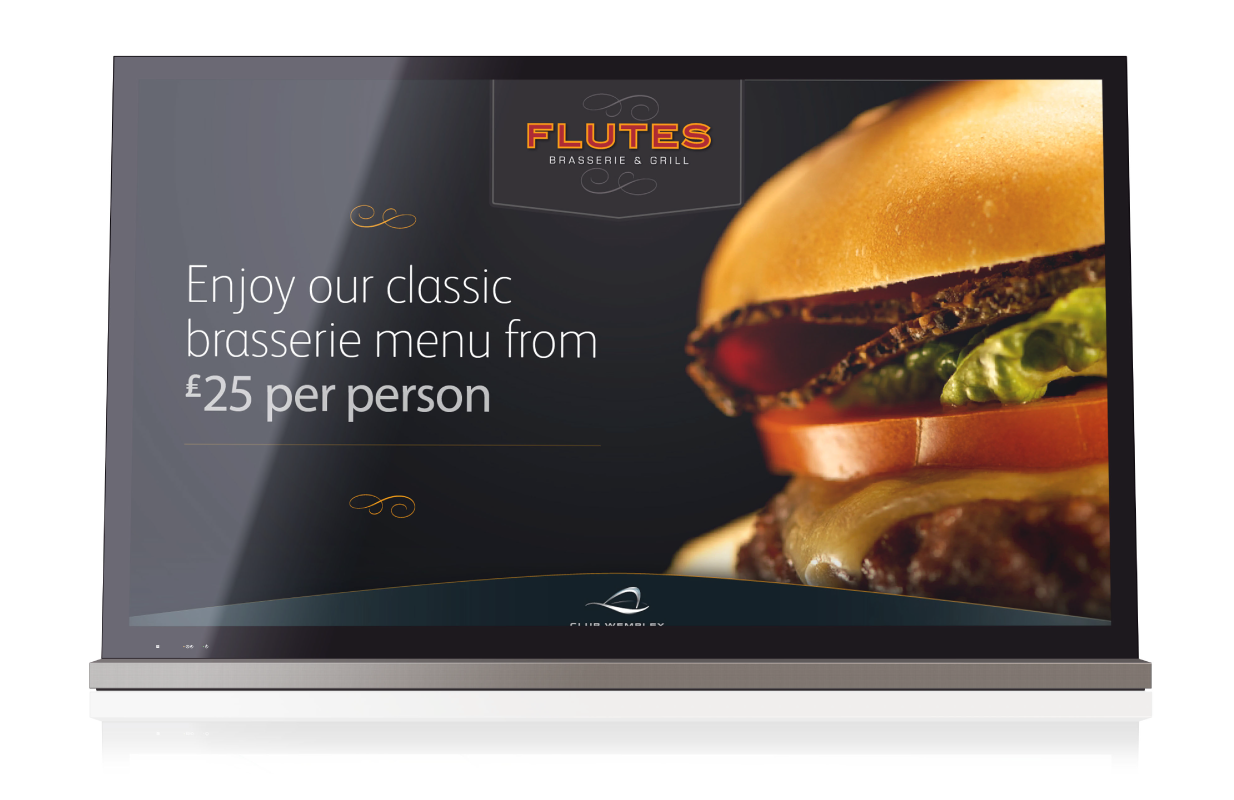 FLUTES
BRASSERIE & GRILL
Enjoy our classic
brasserie menu from
£25 per person
CLUB WEMBLEY